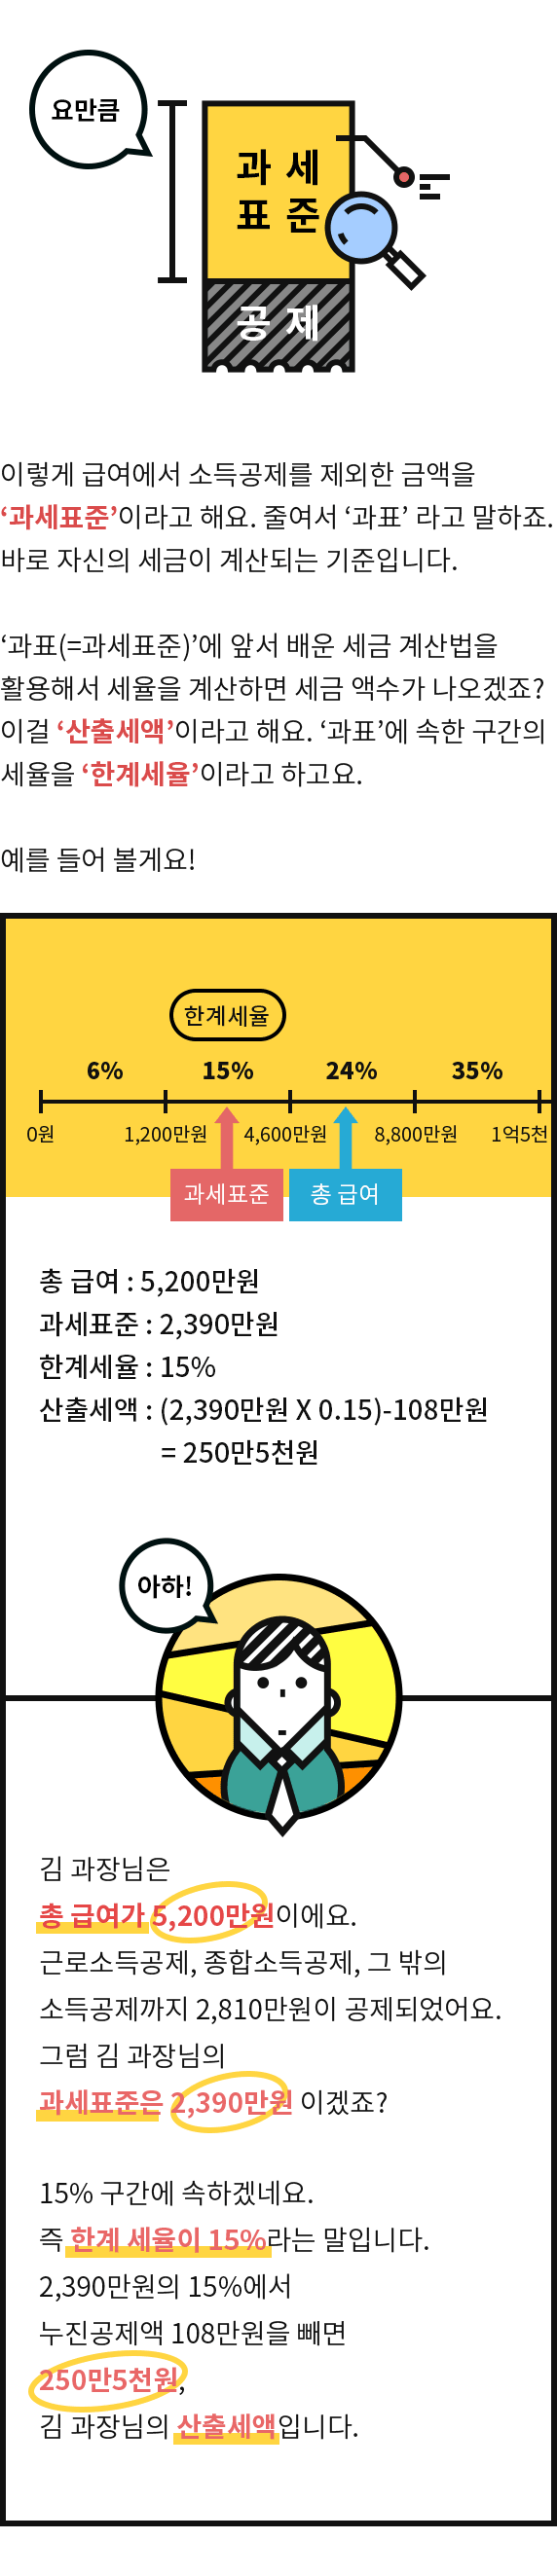 요만큼
과 세
표 준
공 제
이렇게 급여에서 소득공제를 제외한 금액을
‘과세표준’이라고 해요. 줄여서 ‘과표’ 라고 말하죠.
바로 자신의 세금이 계산되는 기준입니다.
‘과표(=과세표준)’에 앞서 배운 세금 계산법을
활용해서 세율을 계산하면 세금 액수가 나오겠죠?
이걸 ‘산출세액’이라고 해요. ‘과표’에 속한 구간의
세율을 ‘한계세율’이라고 하고요.
예를 들어 볼게요!
한계세율
6% 15% 24% 35%
0원 1,200만원 4,600만원 8,800만원 1억5천
과세표준 총 급여
총 급여 : 5,200만원
과세표준 : 2,390만원
한계세율 : 15%
산출세액 : (2,390만원 X 0.15)-108만원
= 250만5천원
아하!
김 과장님은
총 급여가 5,200만원이에요.
근로소득공제, 종합소득공제, 그 밖의
소득공제까지 2,810만원이 공제되었어요.
그럼 김 과장님의
과세표준은 2,390만원 이겠죠?
15% 구간에 속하겠네요.
즉 한계 세율이 15%라는 말입니다.
2,390만원의 15%에서
누진공제액 108만원을 빼면
250만5천원,
김 과장님의 산출세액입니다.